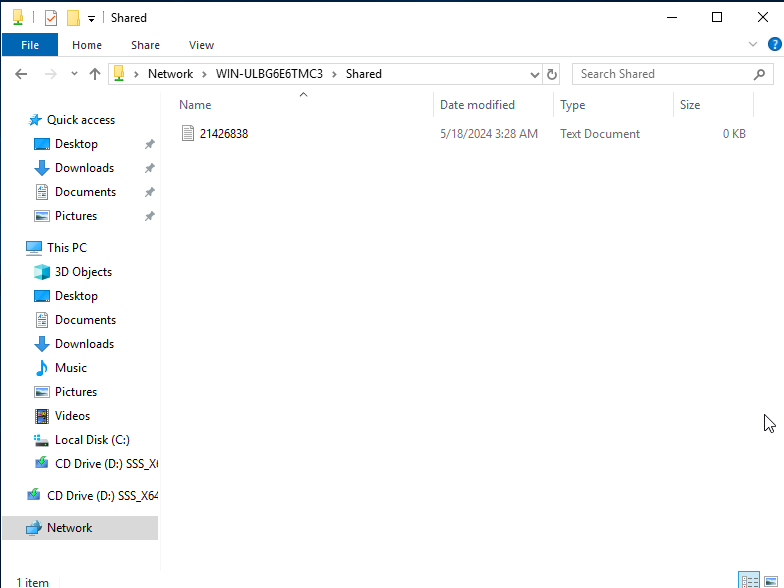 Shared
File Home Share View
Network WIN-ULBG6E6TMC3 Shared Search Shared
Name Date modified Type Size
21426838 5/18/2024 3:28 AM Text Document 0 KB
Quick access
Desktop
Downloads
Documents
Pictures
This PC
3D Objects
Desktop
Documents
Downloads
Music
Pictures
Videos
Local Disk (C:)
CD Drive (D:) SSS_X6
CD Drive (D:) SSS_X64
Network
1 item